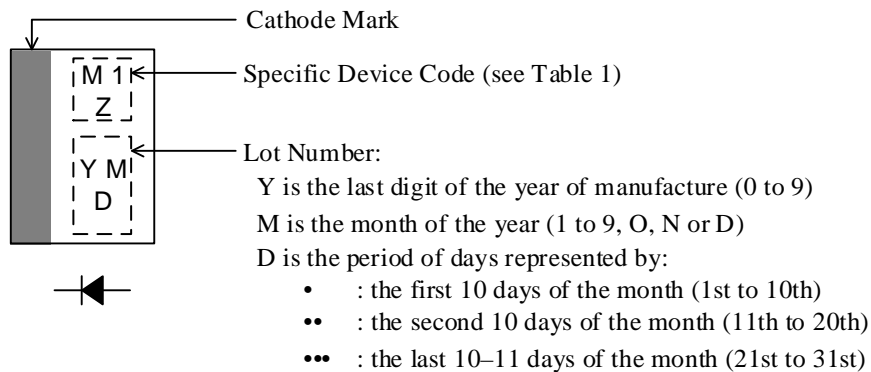 Cathode Mark
M 1
Z
Specific Device Code (see Table 1)
Y M
D
Lot Number:
Y is the last digit of the year of manufacture (0 to 9)
M is the month of the year (1 to 9, O, N or D)
D is the period of days represented by:
• : the first 10 days of the month (1st to 10th)
•• : the second 10 days of the month (11th to 20th)
••• : the last 10–11 days of the month (21st to 31st)